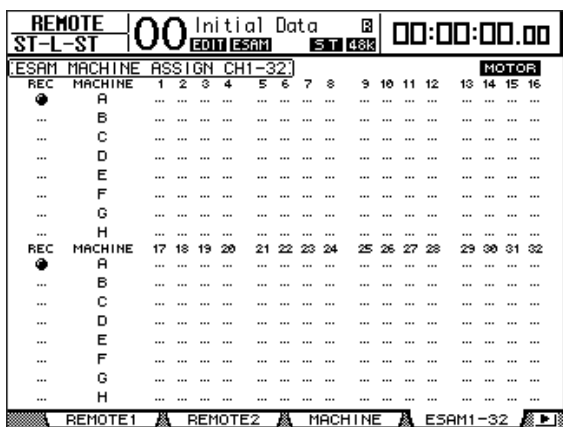 REMOTE
ST-L-ST
00 Initial Data R
EDIT ESAM ST 48k
00:00:00.00
ESAM MACHINE ASSIGN CH1-32
MOTOR
REC MACHINE 1 2 3 4 5 6 7 8 9 10 11 12 13 14 15 16
A
B
C
D
E
F
G
H
REC MACHINE 17 18 19 20 21 22 23 24 25 26 27 28 29 30 31 32
A
B
C
D
E
F
G
H
REMOTE1 REMOTE2 MACHINE ESAM1-32